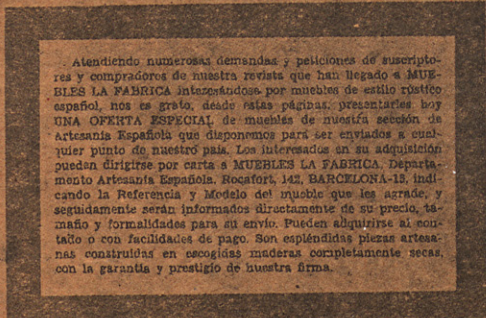 Atendiendo numerosas demandas y peticiones de suscripto-
res y compradores de nuestra revista que han llegado a MUE-
BLES LA FABRICA interesándose por muebles de estilo rústico
español, nos es grato, desde estas páginas, presentarles hoy
UNA OFERTA ESPECIAL de muebles de nuestra sección de
Artesanía Española que disponemos para ser enviados a cual-
quier punto de nuestro país. Los interesados en su adquisición
puedan dirigirse por carta a MUEBLES LA FABRICA, Departa-
mento Artesanía Española, Rocafort, 142, BARCELONA-15, indi-
cando la Referencia y Modelo del mueble que les agrade, y
seguidamente serán informados directamente de su precio, ta-
maño y formalidades para su envío. Pueden adquirirse al con-
tado o con facilidades de pago. Son espléndidas piezas artesa-
nas construidas en escogidas maderas completamente secas,
con la garantía y prestigio de nuestra firma.